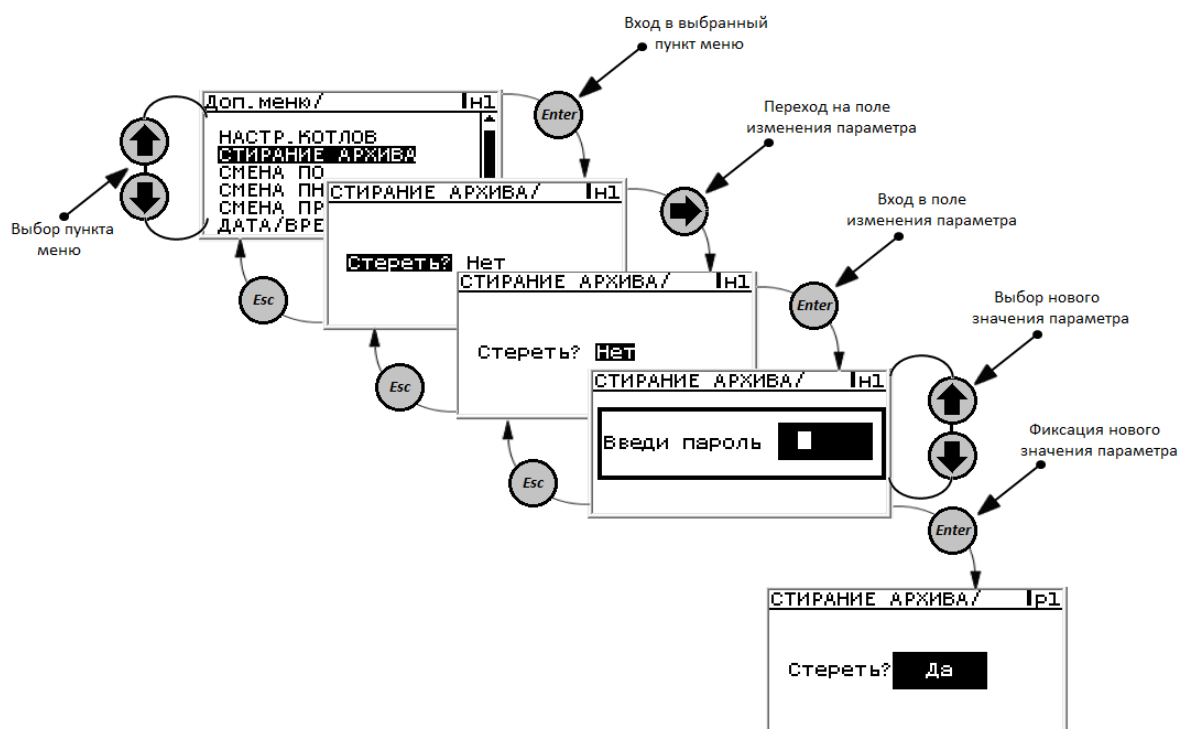 Вход в выбранный
пункт меню
Доп.меню/ н1
Enter
Переход на поле
изменения параметра
НАСТР.КОТЛОВ
СТИРАНИЕ АРХИВА
СМЕНА ПО
СМЕНА ПН
СМЕНА ПР
ДАТА/ВРЕ
СТИРАНИЕ АРХИВА/ н1
Вход в поле
изменения параметра
Выбор пункта
меню
Стереть? Нет
Esc
СТИРАНИЕ АРХИВА/ н1
Enter
Выбор нового
значения параметра
Стереть? Нет
Esc
СТИРАНИЕ АРХИВА/ н1
Введи пароль
Фиксация нового
значения параметра
Esc
Enter
СТИРАНИЕ АРХИВА/ р1
Стереть? Да